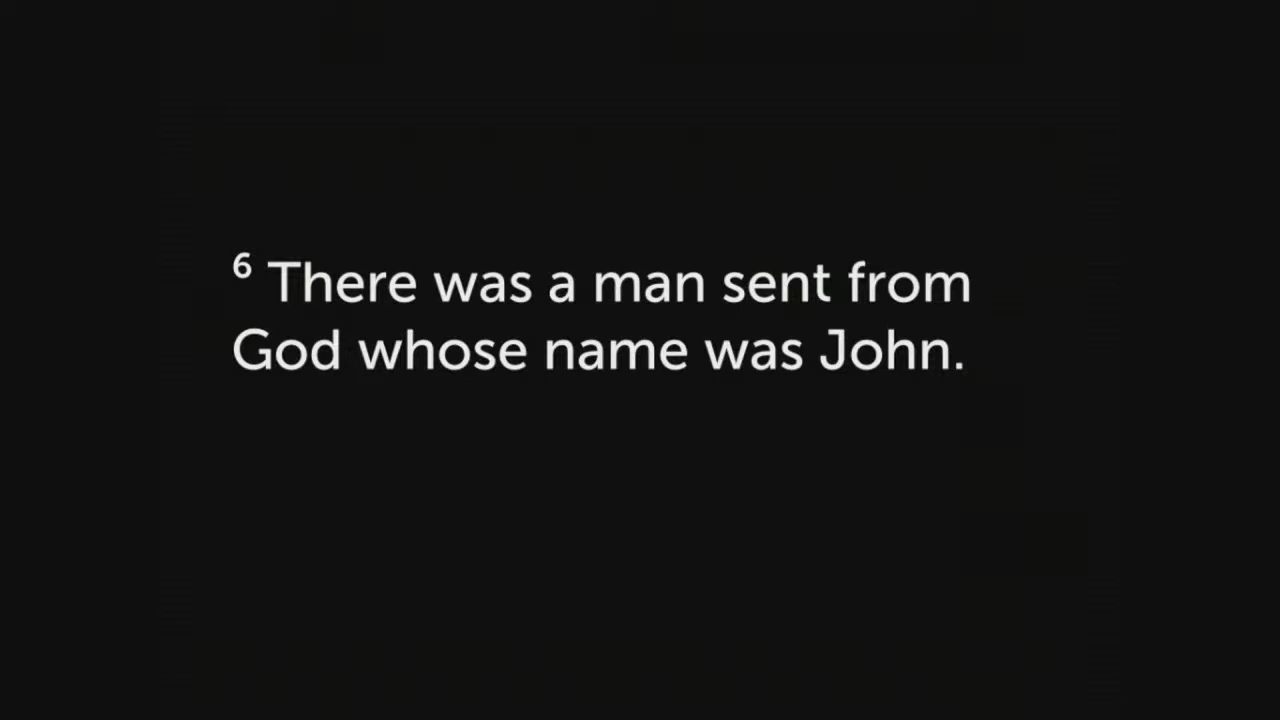 ⁶ There was a man sent from
God whose name was John.